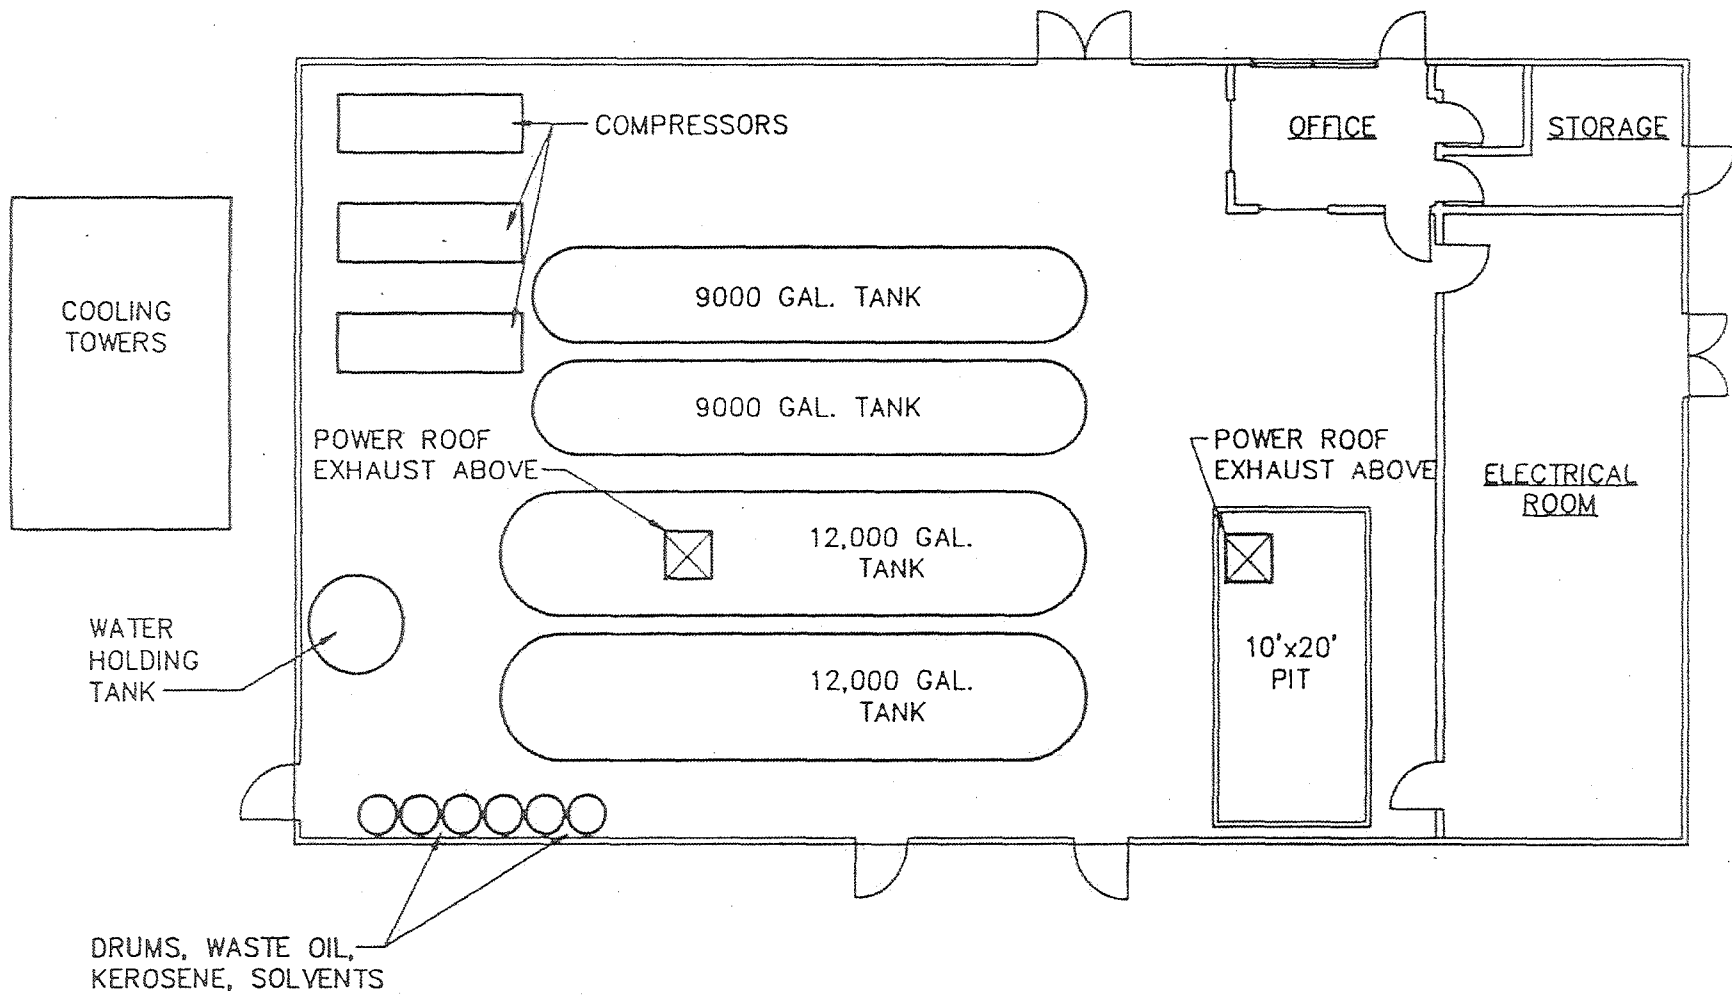 COMPRESSORS
OFFICE
STORAGE
COOLING
TOWERS
9000 GAL. TANK
9000 GAL. TANK
POWER ROOF
EXHAUST ABOVE
POWER ROOF
EXHAUST ABOVE
ELECTRICAL
ROOM
12,000 GAL.
TANK
WATER
HOLDING
TANK
10'x20'
PIT
12,000 GAL.
TANK
DRUMS, WASTE OIL,
KEROSENE, SOLVENTS